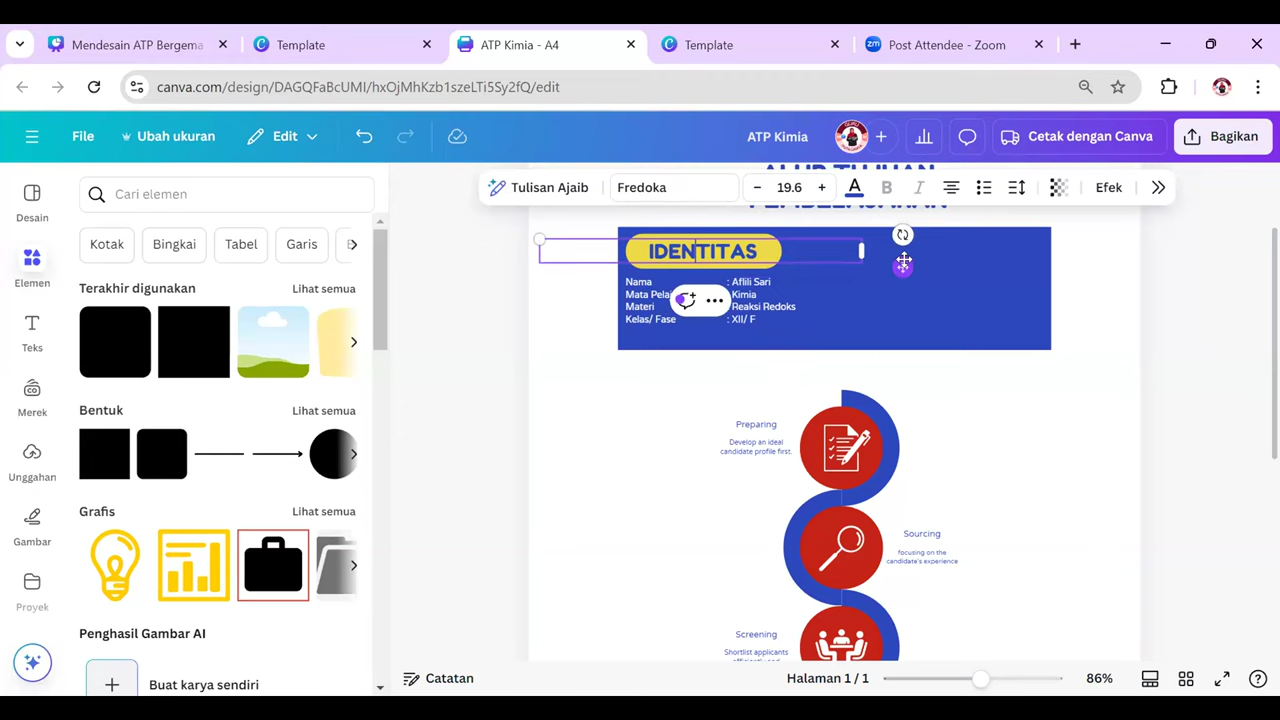 Mendesain ATP Bergema
Template
ATP Kimia - A4
Template
Post Attendee - Zoom
canva.com/design/DAGQFaBcUMI/hxOjMhKzb1szeLTi5Sy2fQ/edit
File
Ubah ukuran
Edit
ATP Kimia
Cetak dengan Canva
Bagikan
Desain
Elemen
Teks
Merek
Unggahan
Gambar
Proyek
Cari elemen
Kotak
Bingkai
Tabel
Garis
Terakhir digunakan
Lihat semua
Bentuk
Lihat semua
Grafis
Lihat semua
Penghasil Gambar AI
Buat karya sendiri
Tulisan Ajaib
Fredoka
– 19.6 +
A
B
I
Efek
IDENTITAS
Nama : Aflili Sari
Mata Pela Kimia
Materi Reaksi Redoks
Kelas/ Fase : XII/ F
Preparing
Develop an ideal
candidate profile first.
Sourcing
focusing on the
candidate's experience
Screening
Shortlist applicants
Catatan
Halaman 1 / 1
86%